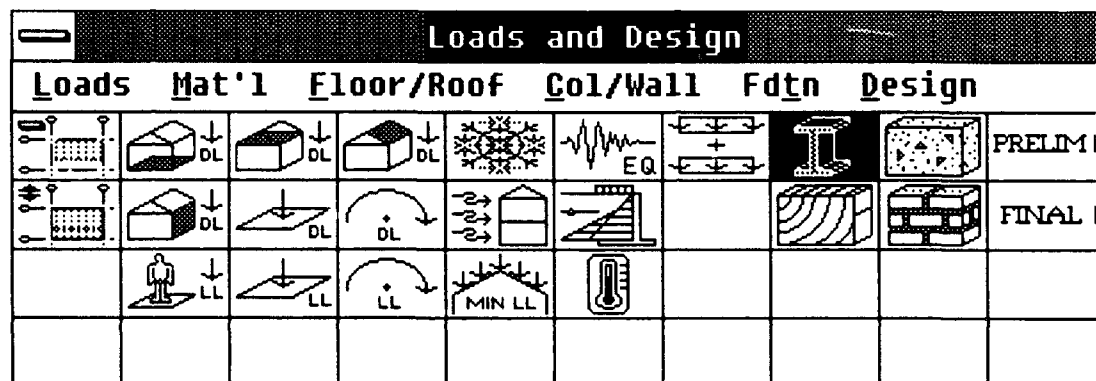 Loads and Design
Loads Mat'l Floor/Roof Col/Wall Fdtn Design
DL DL DL EQ PRELIM
DL DL DL FINAL
LL LL LL MIN LL